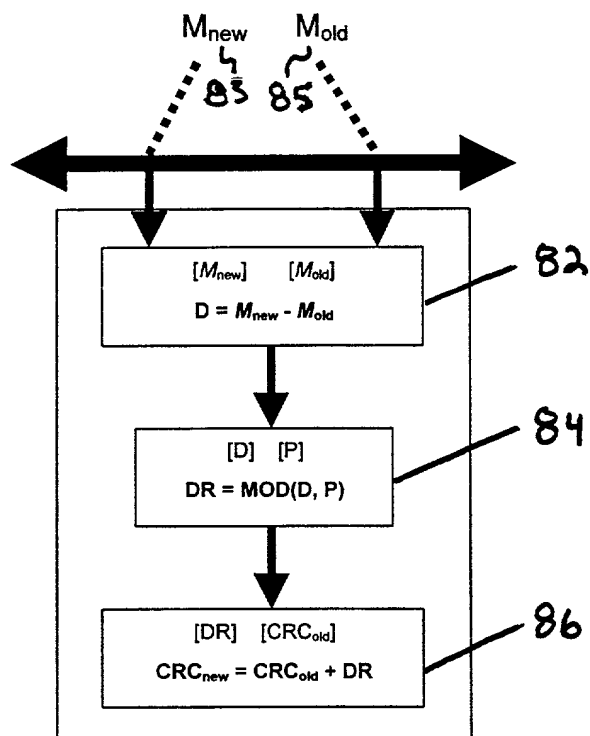 M_new M_old
83 85
[M_new] [M_old]
D = M_new - M_old
82
[D] [P]
DR = MOD(D, P)
84
[DR] [CRC_old]
CRC_new = CRC_old + DR
86